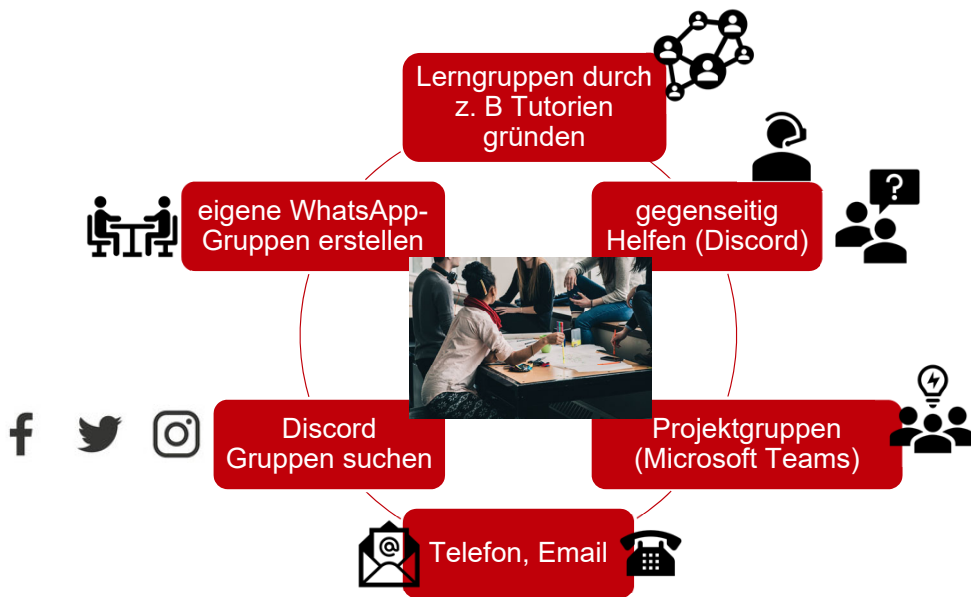 Lerngruppen durch
z. B Tutorien
gründen
eigene WhatsApp-
Gruppen erstellen
gegenseitig
Helfen (Discord)
?
Discord
Gruppen suchen
Projektgruppen
(Microsoft Teams)
@
Telefon, Email